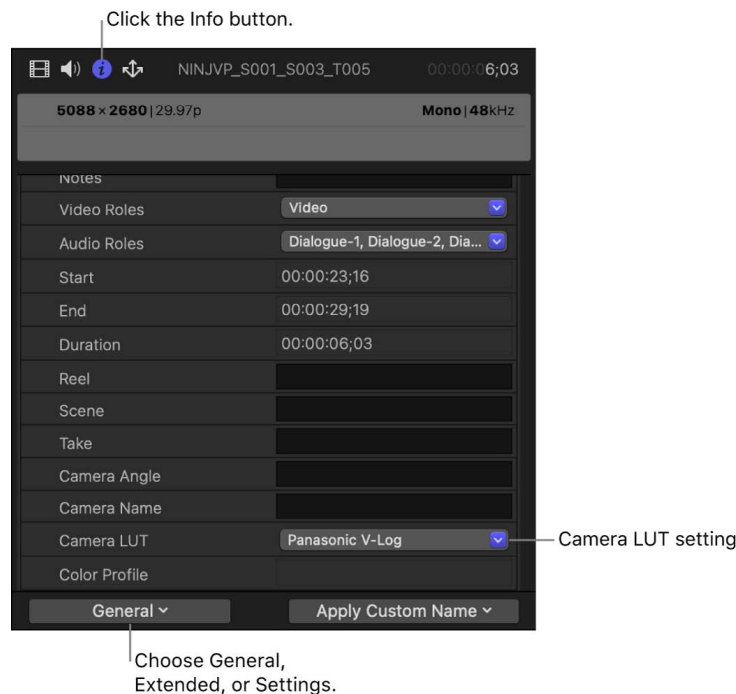 Click the Info button.
NINJVP_S001_S003_T005 00:00:06;03
5088 × 2680 | 29.97p Mono | 48kHz
Notes
Video Roles Video
Audio Roles Dialogue-1, Dialogue-2, Dia...
Start 00:00:23;16
End 00:00:29;19
Duration 00:00:06;03
Reel
Scene
Take
Camera Angle
Camera Name
Camera LUT Panasonic V-Log Camera LUT setting
Color Profile
General Apply Custom Name
Choose General,
Extended, or Settings.